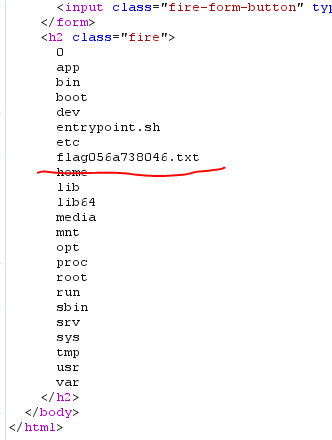 <input class="fire-form-button" typ
</form>
<h2 class="fire">
0
app
bin
boot
dev
entrypoint.sh
etc
flag056a738046.txt
home
lib
lib64
media
mnt
opt
proc
root
run
sbin
srv
sys
tmp
usr
var
</h2>
</body>
</html>